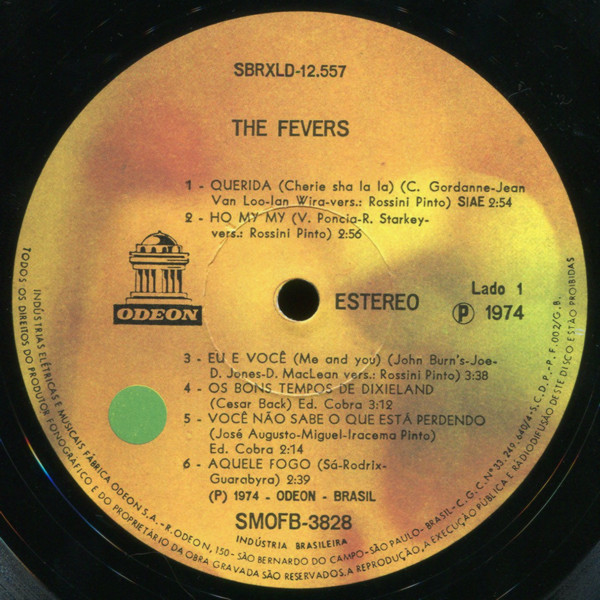 SBRXLD-12.557
THE FEVERS
1 - QUERIDA (Cherie sha la la) (C. Gordanne-Jean
Van Loo-Ian Wira-vers.: Rossini Pinto) SIAE 2:54
2 - HO MY MY (V. Poncia-R. Starkey-
vers.: Rossini Pinto) 2:56
ODEON
ESTEREO
Lado 1
Ⓟ 1974
3 - EU E VOCÊ (Me and you) (John Burn's-Joe-
D. Jones-D. MacLean vers.: Rossini Pinto) 3:38
4 - OS BONS TEMPOS DE DIXIELAND
(Cesar Back) Ed. Cobra 3:12
5 - VOCÊ NÃO SABE O QUE ESTÁ PERDENDO
(José Augusto-Miguel-Iracema Pinto)
Ed. Cobra 2:14
6 - AQUELE FOGO (Sá-Rodrix-
Guarabyra) 2:39
(P) 1974 - ODEON - BRASIL
SMOFB-3828
INDÚSTRIA BRASILEIRA
INDÚSTRIAS ELÉTRICAS E MUSICAIS FÁBRICA ODEON S.A.-R.ODEON, 150-SÃO BERNARDO DO CAMPO-SÃO PAULO-BRASIL-C.G.C.Nº33.249.640/4-S.C.D.P.-P.F.002/G.B.
TODOS OS DIREITOS DO PRODUTOR FONOGRÁFICO E DO PROPRIETÁRIO DA OBRA GRAVADA SÃO RESERVADOS. A REPRODUÇÃO, A EXECUÇÃO PÚBLICA E RÁDIODIFUSÃO DESTE DISCO ESTÃO PROIBIDAS